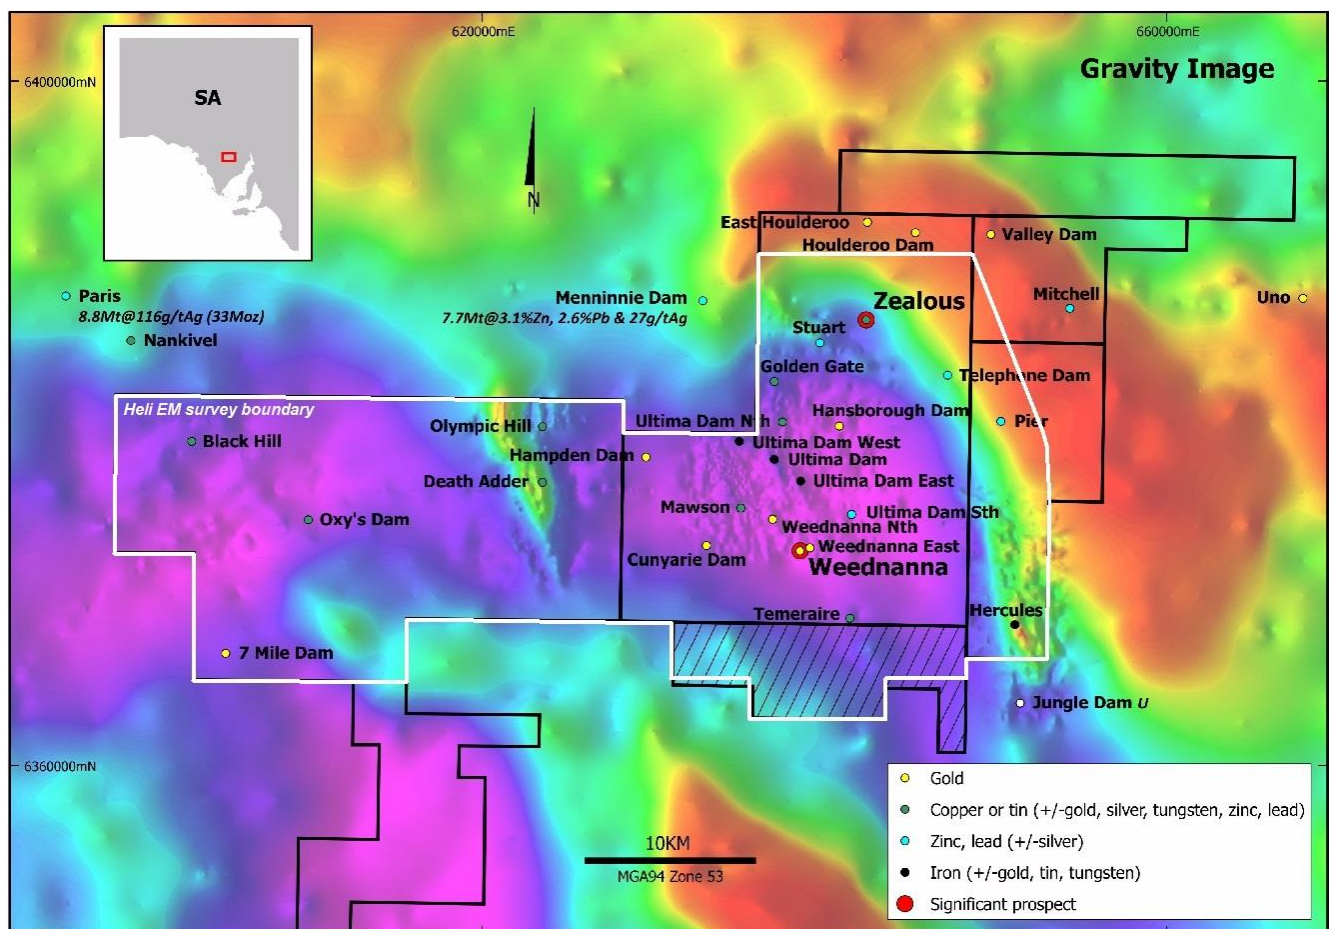 620000mE
660000mE
6400000mN
Gravity Image
SA
N
East Houlderoo
Houlderoo Dam
Valley Dam
Paris
8.8Mt@116g/tAg (33Moz)
Menninnie Dam
7.7Mt@3.1%Zn, 2.6%Pb & 27g/tAg
Zealous
Mitchell
Uno
Nankivel
Stuart
Golden Gate
Telephone Dam
Heli EM survey boundary
Black Hill
Olympic Hill
Ultima Dam Nth
Hansborough Dam
Pier
Hampden Dam
Ultima Dam West
Ultima Dam
Death Adder
Ultima Dam East
Oxy's Dam
Mawson
Ultima Dam Sth
Weednanna Nth
Cunyarie Dam
Weednanna East
Weednanna
Temeraire
Hercules
7 Mile Dam
Jungle Dam U
6360000mN
10KM
MGA94 Zone 53
Gold
Copper or tin (+/-gold, silver, tungsten, zinc, lead)
Zinc, lead (+/-silver)
Iron (+/-gold, tin, tungsten)
Significant prospect